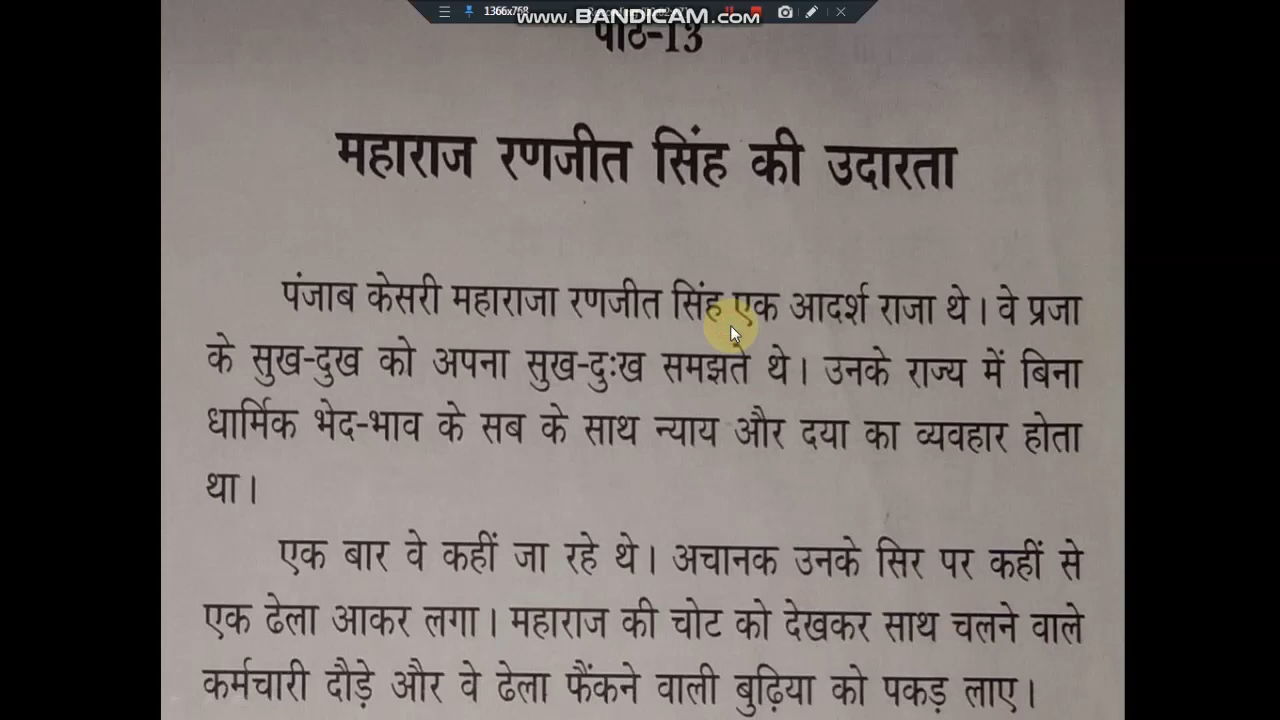 1366x768
www.BANDICAM.com
पाठ-13
महाराज रणजीत सिंह की उदारता
पंजाब केसरी महाराजा रणजीत सिंह एक आदर्श राजा थे। वे प्रजा
के सुख-दुख को अपना सुख-दुःख समझते थे। उनके राज्य में बिना
धार्मिक भेद-भाव के सब के साथ न्याय और दया का व्यवहार होता
था।
एक बार वे कहीं जा रहे थे। अचानक उनके सिर पर कहीं से
एक ढेला आकर लगा। महाराज की चोट को देखकर साथ चलने वाले
कर्मचारी दौड़े और वे ढेला फैंकने वाली बुढ़िया को पकड़ लाए।